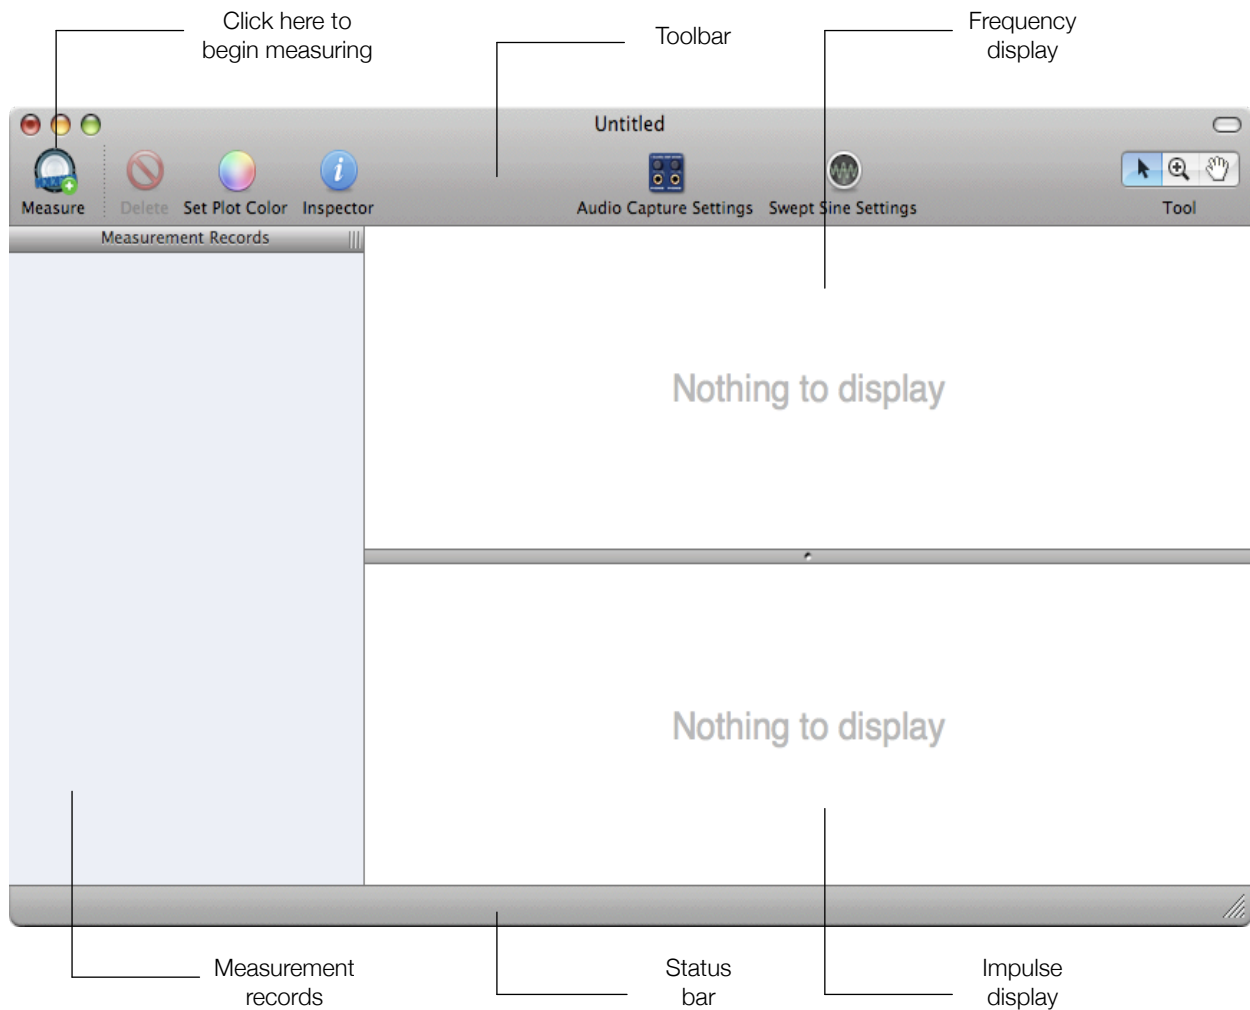 Click here to
begin measuring
Toolbar
Frequency
display
Untitled
Measure
Delete
Set Plot Color
Inspector
Audio Capture Settings
Swept Sine Settings
Tool
Measurement Records
Nothing to display
Nothing to display
Measurement
records
Status
bar
Impulse
display